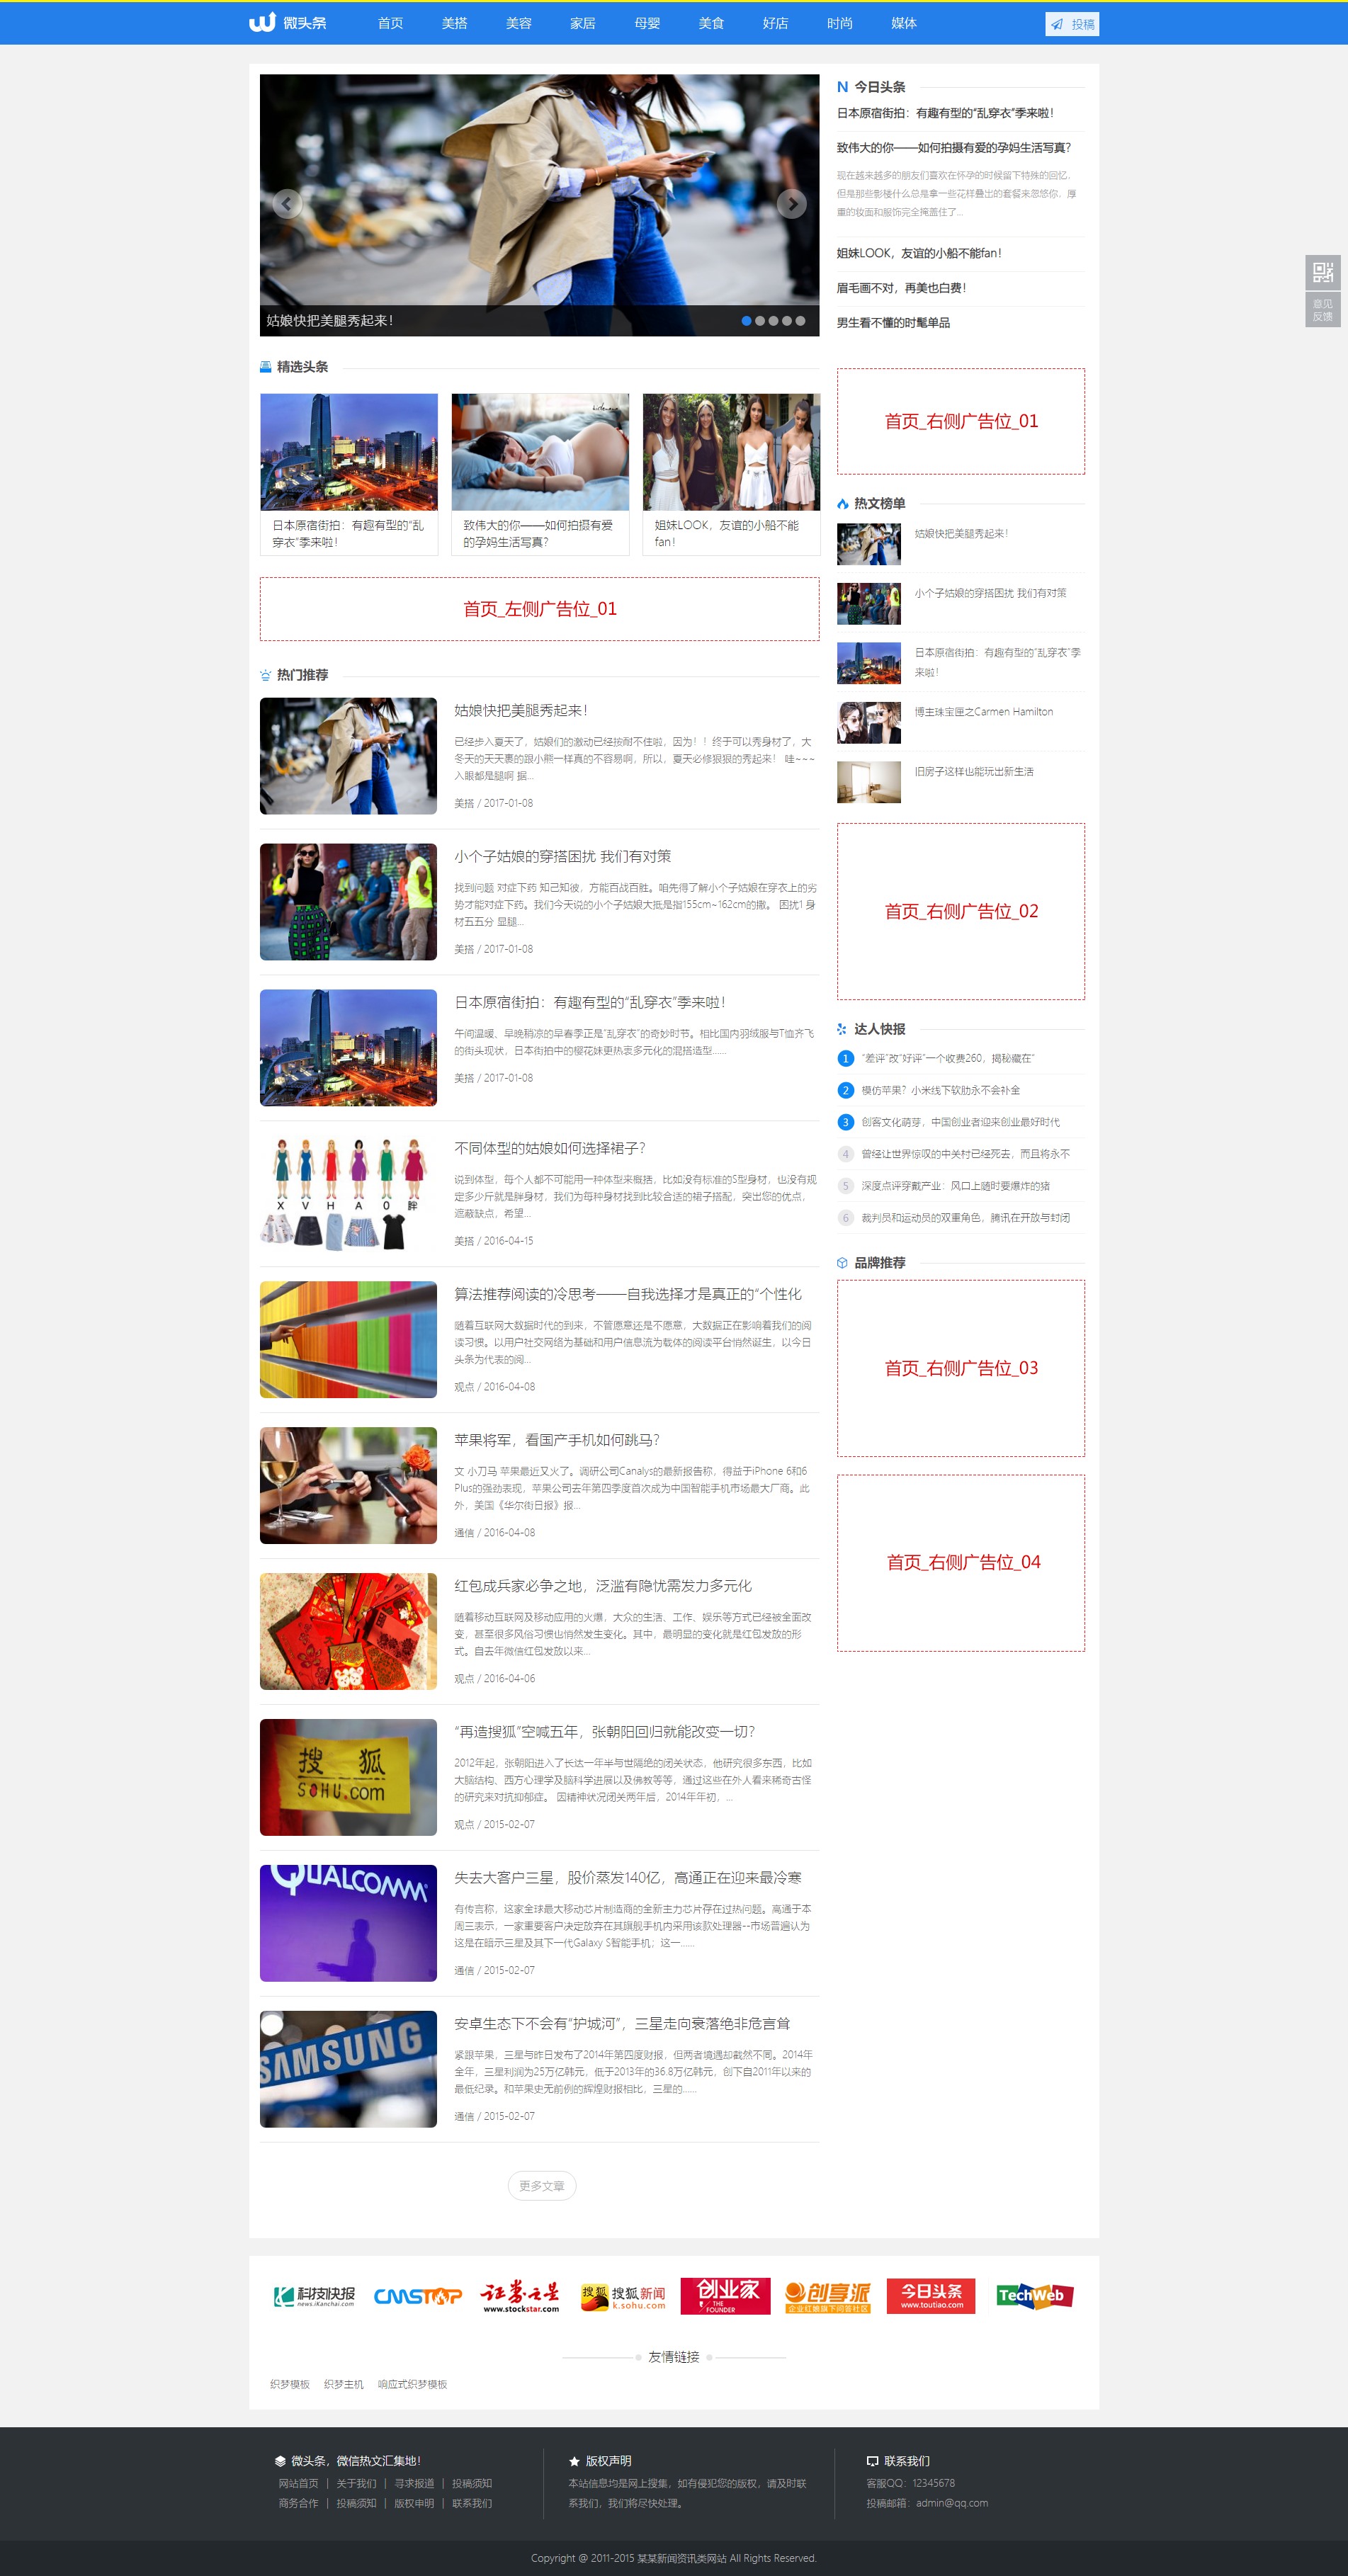 微头条 首页 美搭 美容 家居 母婴 美食 好店 时尚 媒体 投稿
姑娘快把美腿秀起来！
N 今日头条
日本原宿街拍：有趣有型的“乱穿衣”季来啦！
致伟大的你——如何拍摄有爱的孕妈生活写真？
现在越来越多的朋友们喜欢在怀孕的时候留下特殊的回忆，
但是那些影楼什么总是拿一些花样叠出的套餐来忽悠你，厚
重的妆面和服饰完全掩盖住了...
姐妹LOOK，友谊的小船不能fan！
眉毛画不对，再美也白费！
男生看不懂的时髦单品
意见
反馈
精选头条
日本原宿街拍：有趣有型的“乱
穿衣”季来啦！
致伟大的你——如何拍摄有爱
的孕妈生活写真？
姐妹LOOK，友谊的小船不能
fan！
首页_左侧广告位_01
热门推荐
姑娘快把美腿秀起来！
已经步入夏天了，姑娘们的激动已经按耐不住啦，因为！！终于可以秀身材了，大
冬天的天天裹的跟小熊一样真的不容易啊，所以，夏天必修狠狠的秀起来！ 哇~~~
入眼都是腿啊 据...
美搭 / 2017-01-08
小个子姑娘的穿搭困扰 我们有对策
找到问题 对症下药 知己知彼，方能百战百胜。咱先得了解小个子姑娘在穿衣上的劣
势才能对症下药。我们今天说的小个子姑娘大抵是指155cm~162cm的撒。 困扰1 身
材五五分 显腿...
美搭 / 2017-01-08
日本原宿街拍：有趣有型的“乱穿衣”季来啦！
午间温暖、早晚稍凉的早春季正是“乱穿衣”的奇妙时节。相比国内羽绒服与T恤齐飞
的街头现状，日本街拍中的樱花妹更热衷多元化的混搭造型......
美搭 / 2017-01-08
X V H A O 胖
不同体型的姑娘如何选择裙子？
说到体型，每个人都不可能用一种体型来概括，比如没有标准的S型身材，也没有规
定多少斤就是胖身材，我们为每种身材找到比较合适的裙子搭配，突出您的优点，
遮蔽缺点，希望...
美搭 / 2016-04-15
算法推荐阅读的冷思考——自我选择才是真正的“个性化
随着互联网大数据时代的到来，不管愿意还是不愿意，大数据正在影响着我们的阅
读习惯。以用户社交网络为基础和用户信息流为载体的阅读平台悄然诞生，以今日
头条为代表的阅...
观点 / 2016-04-08
苹果将军，看国产手机如何跳马？
文 小刀马 苹果最近又火了。调研公司Canalys的最新报告称，得益于iPhone 6和6
Plus的强劲表现，苹果公司去年第四季度首次成为中国智能手机市场最大厂商。此
外，美国《华尔街日报》报...
通信 / 2016-04-08
红包成兵家必争之地，泛滥有隐忧需发力多元化
随着移动互联网及移动应用的火爆，大众的生活、工作、娱乐等方式已经被全面改
变，甚至很多风俗习惯也悄然发生变化。其中，最明显的变化就是红包发放的形
式。自去年微信红包发放以来...
观点 / 2016-04-06
搜狐
SOHU.com
“再造搜狐”空喊五年，张朝阳回归就能改变一切？
2012年起，张朝阳进入了长达一年半与世隔绝的闭关状态，他研究很多东西，比如
大脑结构、西方心理学及脑科学进展以及佛教等等，通过这些在外人看来稀奇古怪
的研究来对抗抑郁症。 因精神状况闭关两年后，2014年年初，...
观点 / 2015-02-07
QUALCOMM
失去大客户三星，股价蒸发140亿，高通正在迎来最冷寒
有传言称，这家全球最大移动芯片制造商的全新主力芯片存在过热问题。高通于本
周三表示，一家重要客户决定放弃在其旗舰手机内采用该款处理器--市场普遍认为
这是在暗示三星及其下一代Galaxy S智能手机；这一......
通信 / 2015-02-07
SAMSUNG
安卓生态下不会有“护城河”，三星走向衰落绝非危言耸
紧跟苹果，三星与昨日发布了2014年第四度财报，但两者境遇却截然不同。2014年
全年，三星利润为25万亿韩元，低于2013年的36.8万亿韩元，创下自2011年以来的
最低纪录。和苹果史无前例的辉煌财报相比，三星的......
通信 / 2015-02-07
更多文章
首页_右侧广告位_01
热文榜单
姑娘快把美腿秀起来！
小个子姑娘的穿搭困扰 我们有对策
日本原宿街拍：有趣有型的“乱穿衣”季
来啦！
博主珠宝匣之Carmen Hamilton
旧房子这样也能玩出新生活
首页_右侧广告位_02
达人快报
1 “差评”改“好评”一个收费260，揭秘藏在“
2 模仿苹果？小米线下软肋永不会补全
3 创客文化萌芽，中国创业者迎来创业最好时代
4 曾经让世界惊叹的中关村已经死去，而且将永不
5 深度点评穿戴产业：风口上随时要爆炸的猪
6 裁判员和运动员的双重角色，腾讯在开放与封闭
品牌推荐
首页_右侧广告位_03
首页_右侧广告位_04
科技快报
news.iKanchai.com
CMSTOP
证券之星
www.stockstar.com
搜狐 搜狐新闻
k.sohu.com
创业家
THE FOUNDER
创享派
企业红娘旗下问答社区
今日头条
www.toutiao.com
TechWeb
友情链接
织梦模板 织梦主机 响应式织梦模板
微头条，微信热文汇集地！
网站首页 | 关于我们 | 寻求报道 | 投稿须知
商务合作 | 投稿须知 | 版权申明 | 联系我们
版权声明
本站信息均是网上搜集，如有侵犯您的版权，请及时联
系我们，我们将尽快处理。
联系我们
客服QQ：12345678
投稿邮箱：admin@qq.com
Copyright @ 2011-2015 某某新闻资讯类网站 All Rights Reserved.